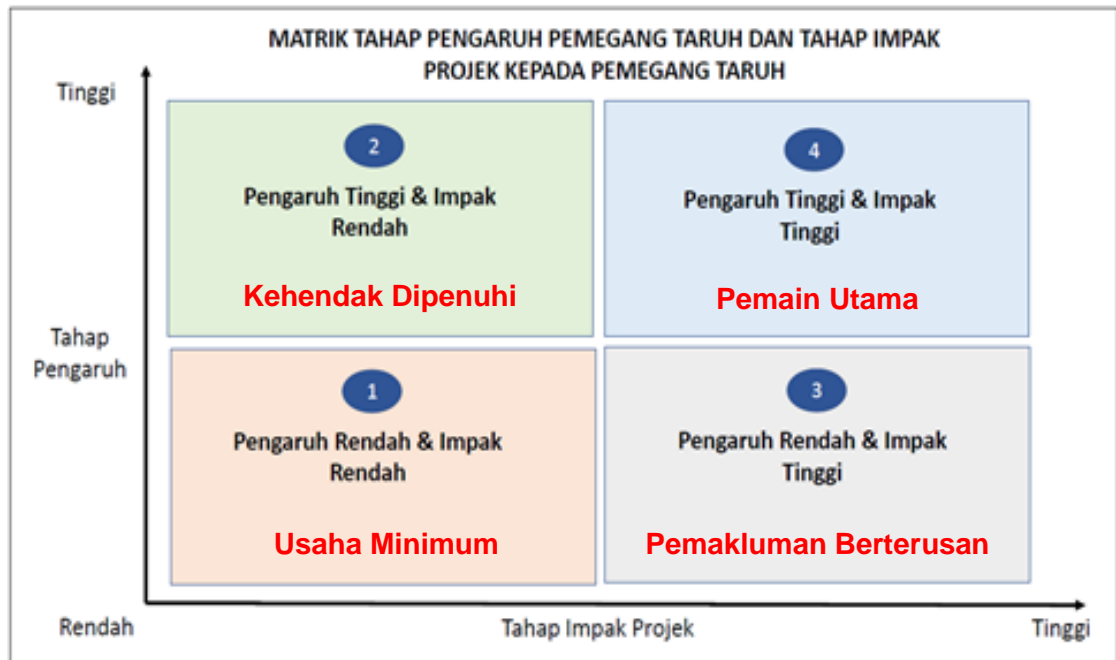 MATRIK TAHAP PENGARUH PEMEGANG TARUH DAN TAHAP IMPAK
PROJEK KEPADA PEMEGANG TARUH
Tinggi
2
Pengaruh Tinggi & Impak
Rendah
Kehendak Dipenuhi
4
Pengaruh Tinggi & Impak
Tinggi
Pemain Utama
Tahap
Pengaruh
1
Pengaruh Rendah & Impak
Rendah
Usaha Minimum
3
Pengaruh Rendah & Impak
Tinggi
Pemakluman Berterusan
Rendah
Tahap Impak Projek
Tinggi